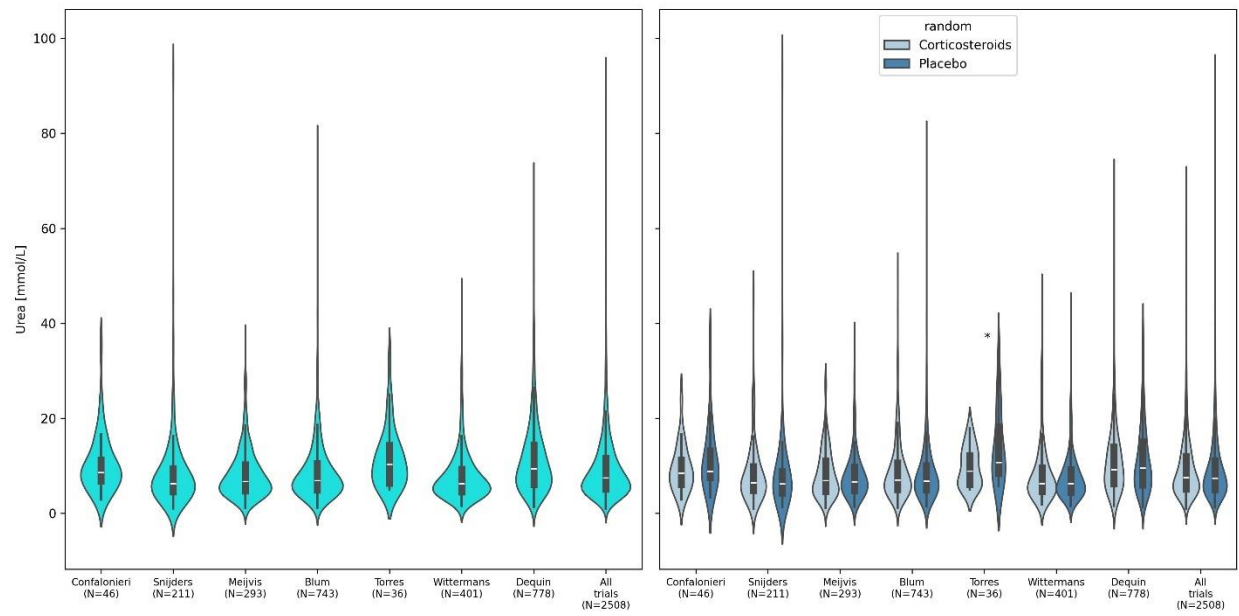 Urea [mmol/L]
100
80
60
40
20
0
Confalonieri
(N=46)
Snijders
(N=211)
Meijvis
(N=293)
Blum
(N=743)
Torres
(N=36)
Wittermans
(N=401)
Dequin
(N=778)
All
trials
(N=2508)
random
Corticosteroids
Placebo
*
Confalonieri
(N=46)
Snijders
(N=211)
Meijvis
(N=293)
Blum
(N=743)
Torres
(N=36)
Wittermans
(N=401)
Dequin
(N=778)
All
trials
(N=2508)